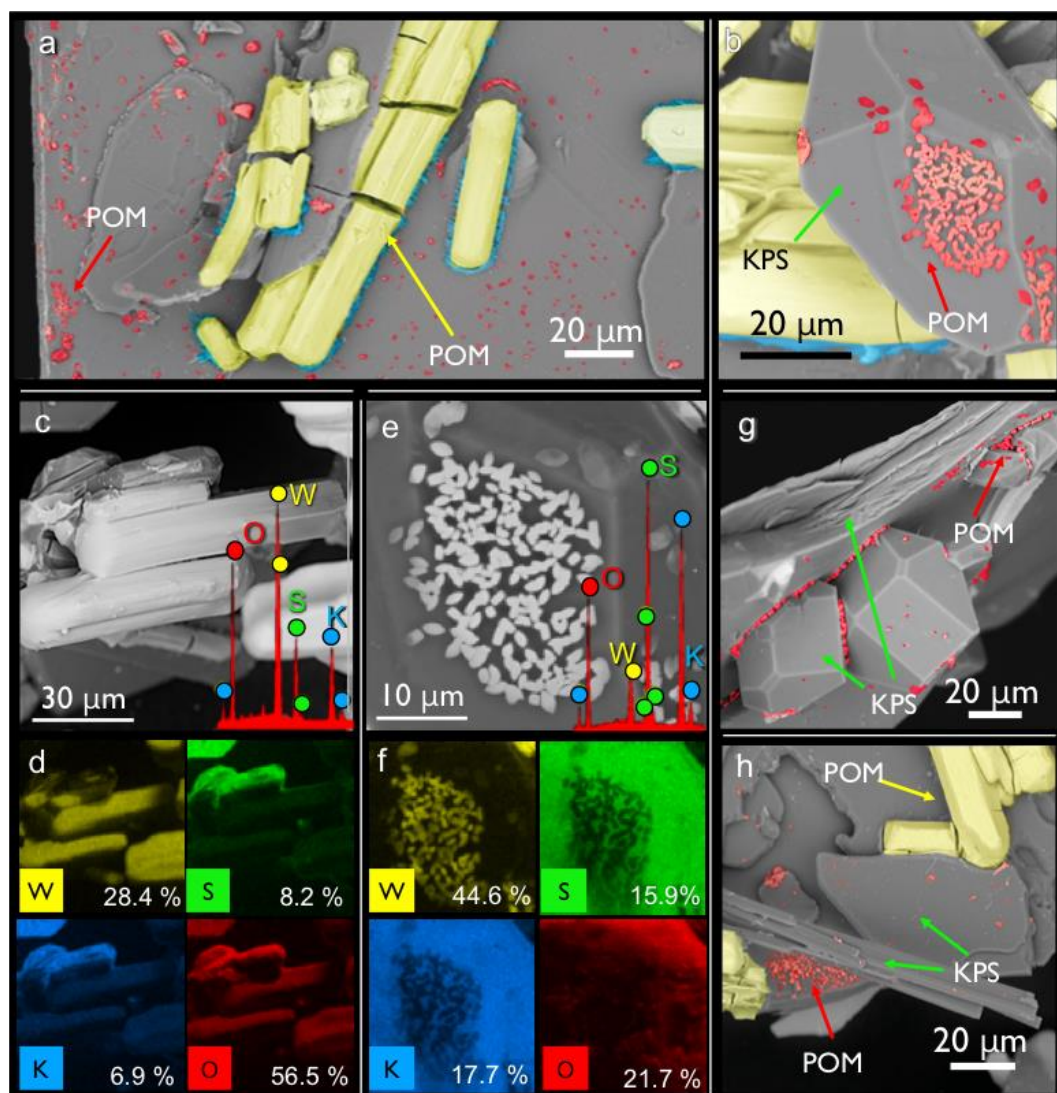 a
POM
POM
20 μm
b
KPS
POM
20 μm
c
W
O
S
K
30 μm
e
S
O
W
K
10 μm
g
POM
KPS
20 μm
d
W
28.4 %
S
8.2 %
K
6.9 %
O
56.5 %
f
W
44.6 %
S
15.9%
K
17.7 %
O
21.7 %
h
POM
KPS
POM
20 μm